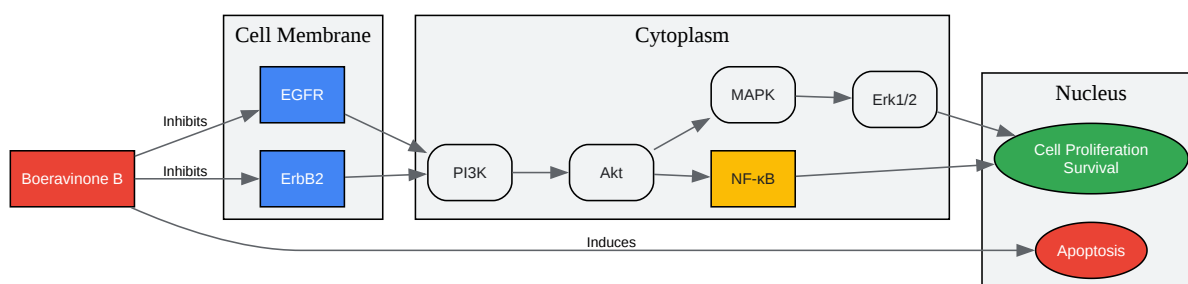 Cell Membrane
Cytoplasm
Nucleus
EGFR
MAPK
Erk1/2
Inhibits
Cell Proliferation
Survival
Boeravinone B
Inhibits
ErbB2
PI3K
Akt
NF-κB
Induces
Apoptosis